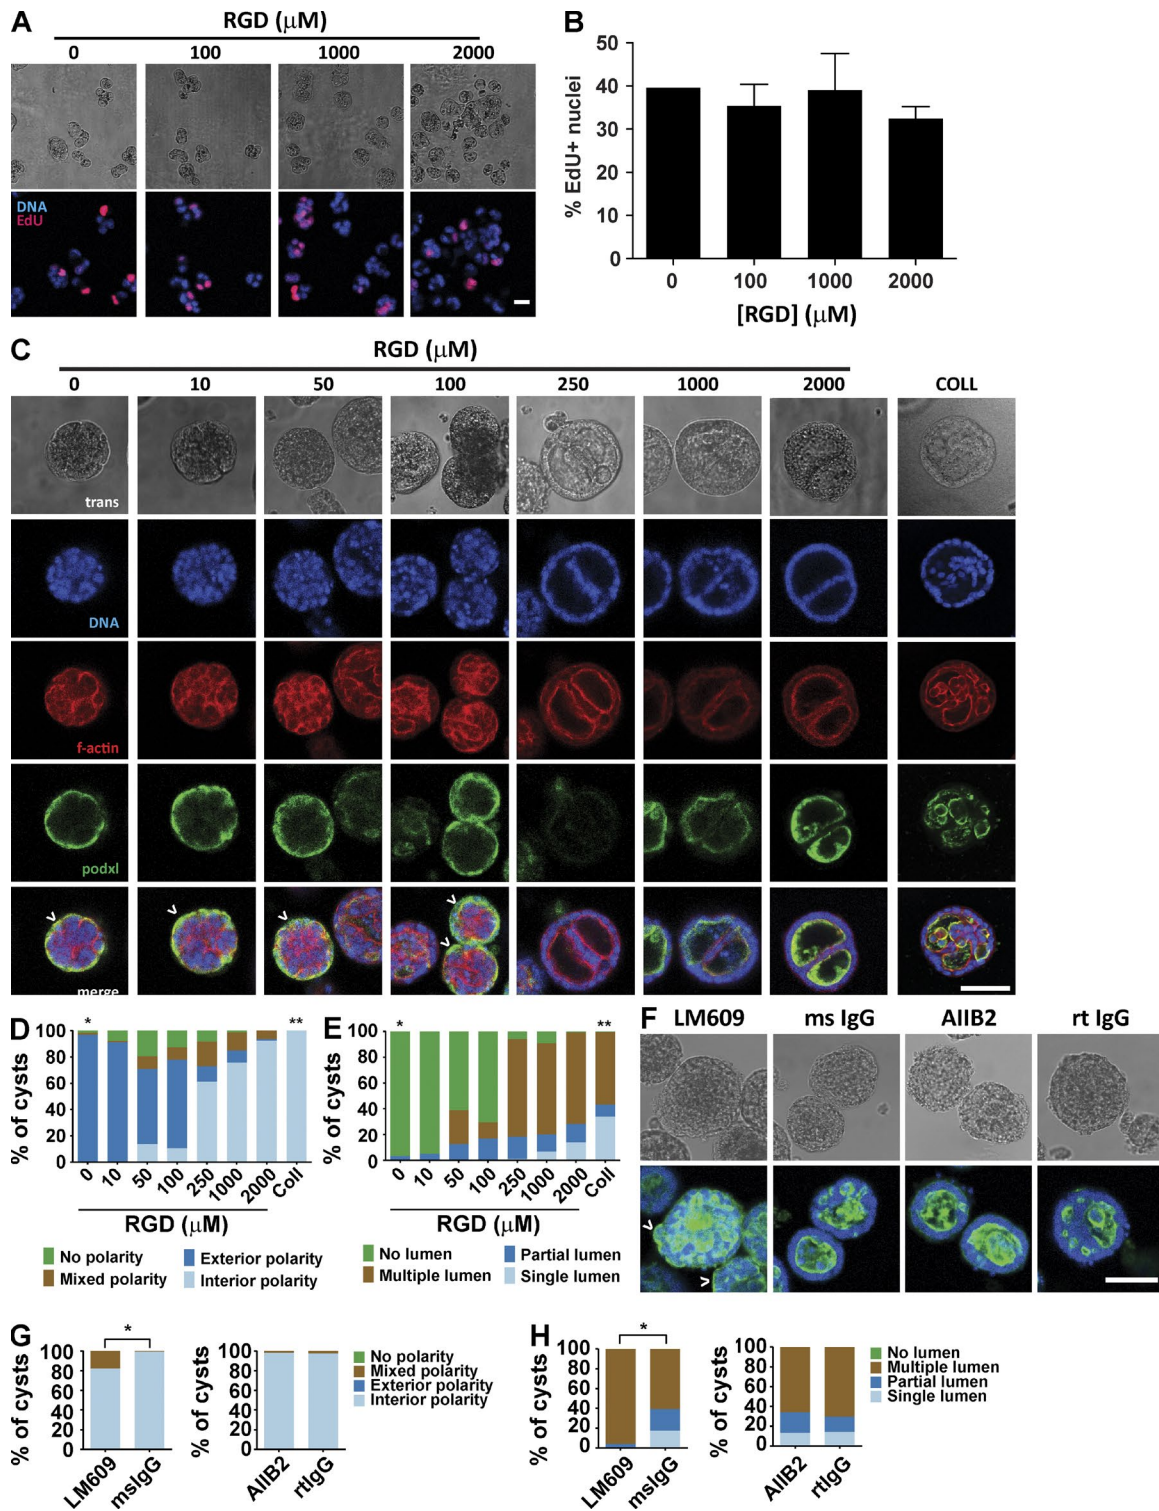 A
RGD (μM)
0 100 1000 2000
DNA
EdU
B
50
40
30
20
10
0
% EdU+ nuclei
0 100 1000 2000
[RGD] (μM)
C
RGD (μM)
0 10 50 100 250 1000 2000 COLL
trans
DNA
f-actin
podxl
merge
D
100
80
60
40
20
0
% of cysts
* **
0 10 50 100 250 1000 2000 Coll
RGD (μM)
No polarity
Mixed polarity
Exterior polarity
Interior polarity
E
100
80
60
40
20
0
% of cysts
* **
0 10 50 100 250 1000 2000 Coll
RGD (μM)
No lumen
Multiple lumen
Partial lumen
Single lumen
F
LM609 ms IgG AIIB2 rt IgG
G
100
80
60
40
20
0
% of cysts
*
LM609 msIgG
100
80
60
40
20
0
% of cysts
AIIB2 rtIgG
No polarity
Mixed polarity
Exterior polarity
Interior polarity
H
100
80
60
40
20
0
% of cysts
*
LM609 msIgG
100
80
60
40
20
0
% of cysts
AIIB2 rtIgG
No lumen
Multiple lumen
Partial lumen
Single lumen